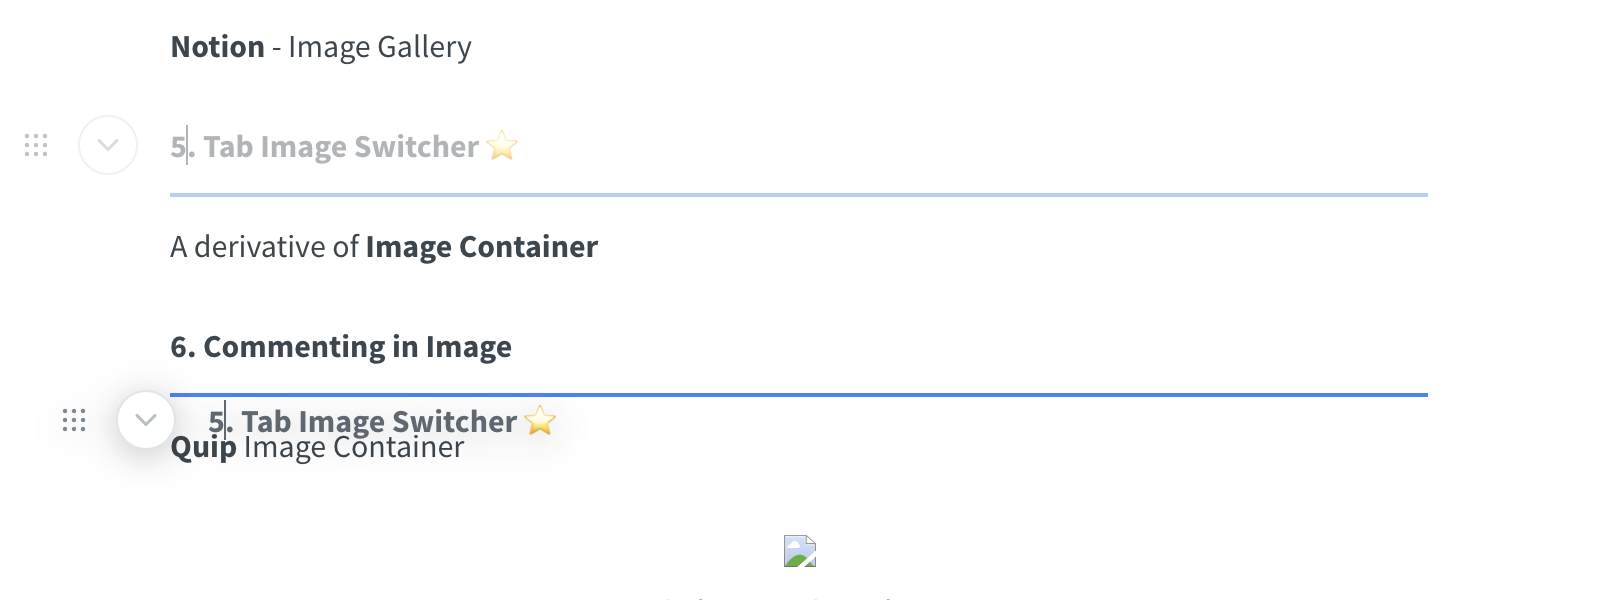 Notion - Image Gallery
5. Tab Image Switcher ⭐
A derivative of Image Container
6. Commenting in Image
5. Tab Image Switcher ⭐
Quip Image Container